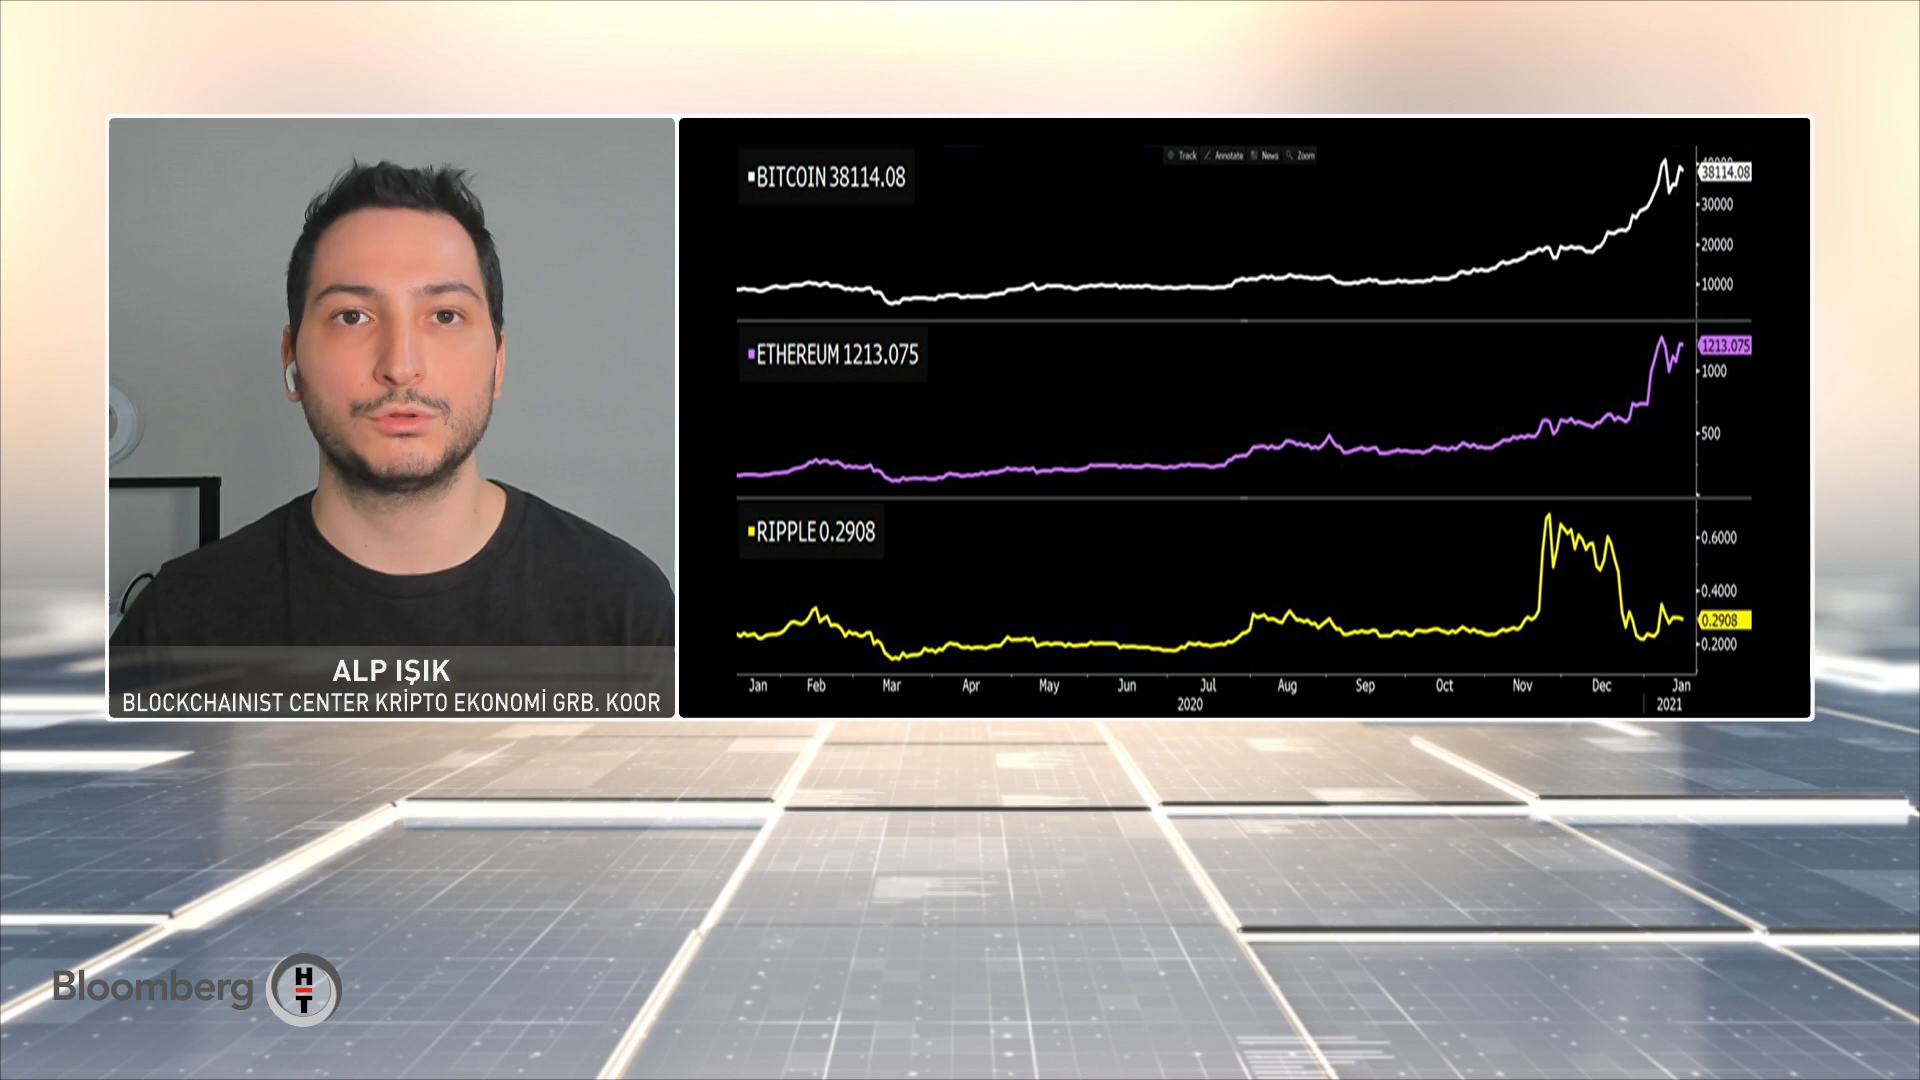 ALP IŞIK
BLOCKCHAINIST CENTER KRİPTO EKONOMİ GRB. KOOR
Track Annotate News Zoom
BITCOIN 38114.08
40000
38114.08
30000
20000
10000
ETHEREUM 1213.075
1213.075
1000
500
RIPPLE 0.2908
0.6000
0.4000
0.2908
0.2000
Jan Feb Mar Apr May Jun Jul Aug Sep Oct Nov Dec Jan
2020 2021
Bloomberg HT